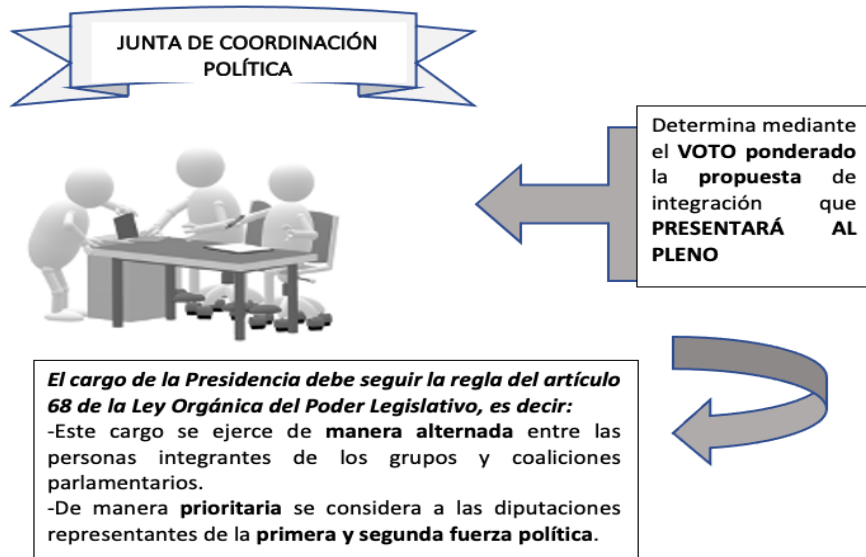 JUNTA DE COORDINACIÓN
POLÍTICA
Determina mediante
el VOTO ponderado
la propuesta de
integración que
PRESENTARÁ AL
PLENO
El cargo de la Presidencia debe seguir la regla del artículo
68 de la Ley Orgánica del Poder Legislativo, es decir:
-Este cargo se ejerce de manera alternada entre las
personas integrantes de los grupos y coaliciones
parlamentarios.
-De manera prioritaria se considera a las diputaciones
representantes de la primera y segunda fuerza política.